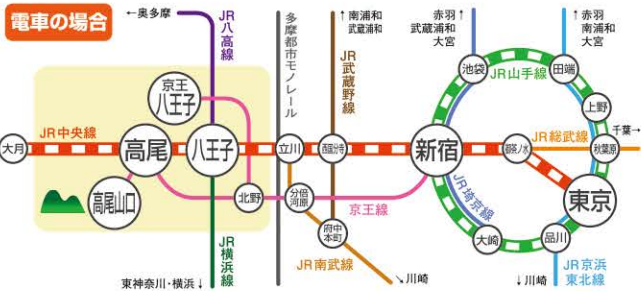 電車の場合
←奥多摩
JR八高線
多摩都市モノレール
↑南浦和
武蔵浦和
JR武蔵野線
赤羽↑
武蔵浦和
大宮
↑赤羽
南浦和
大宮
池袋
JR山手線
田端
上野
千葉→
京王
八王子
大月
JR中央線
高尾
八王子
立川
西国分寺
新宿
御茶ノ水
JR総武線
秋葉原
高尾山口
北野
分倍
河原
京王線
JR埼京線
東京
府中
本町
大崎
品川
JR横浜線
JR南武線
東神奈川・横浜↓
↘川崎
↓川崎
JR京浜
東北線